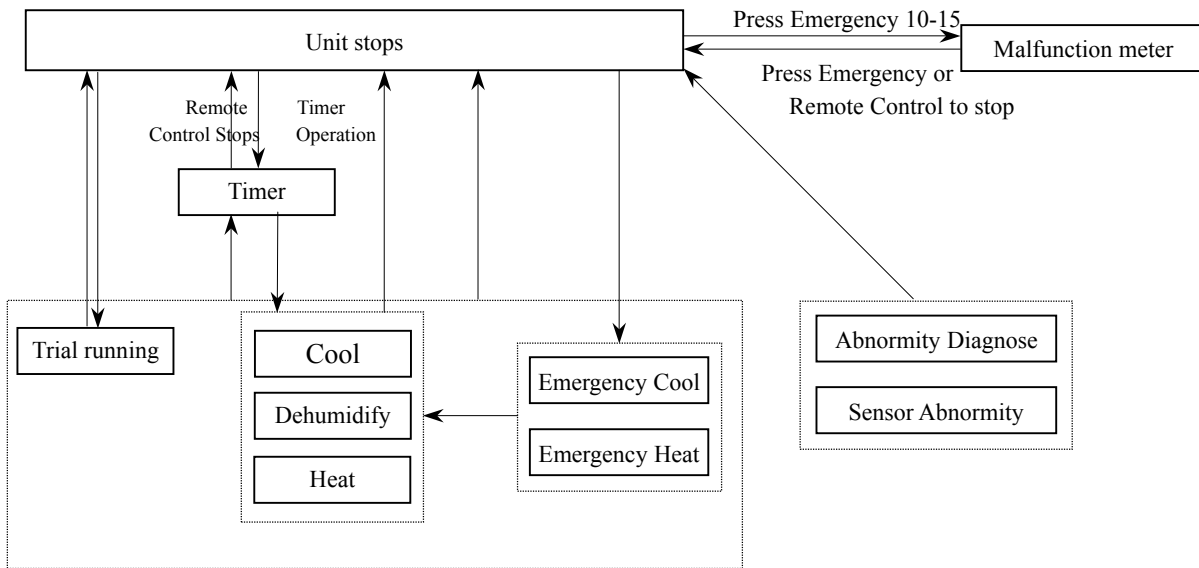 Press Emergency 10-15
Unit stops
Malfunction meter
Press Emergency or
Remote Control to stop
Remote
Control Stops
Timer
Operation
Timer
Trial running
Cool
Dehumidify
Heat
Emergency Cool
Emergency Heat
Abnormity Diagnose
Sensor Abnormity